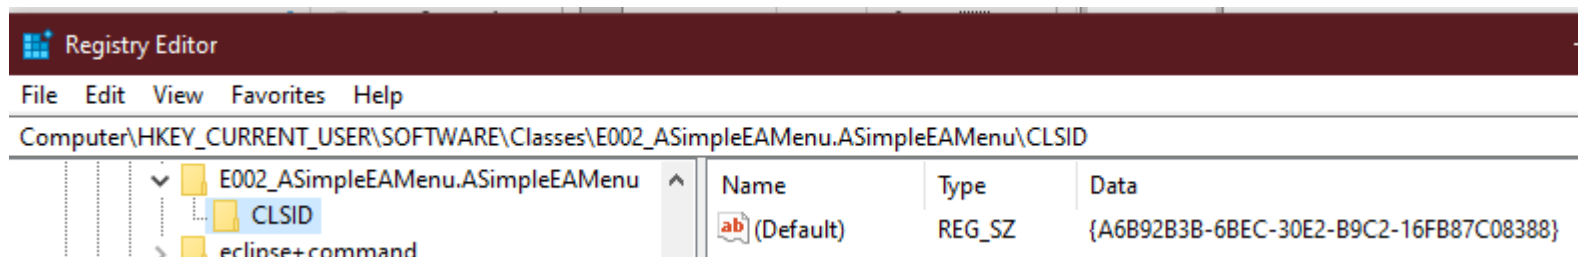 Registry Editor
File Edit View Favorites Help
Computer\HKEY_CURRENT_USER\SOFTWARE\Classes\E002_ASimpleEAMenu.ASimpleEAMenu\CLSID
E002_ASimpleEAMenu.ASimpleEAMenu
CLSID
eclipse+command
Name Type Data
ab (Default) REG_SZ {A6B92B3B-6BEC-30E2-B9C2-16FB87C08388}